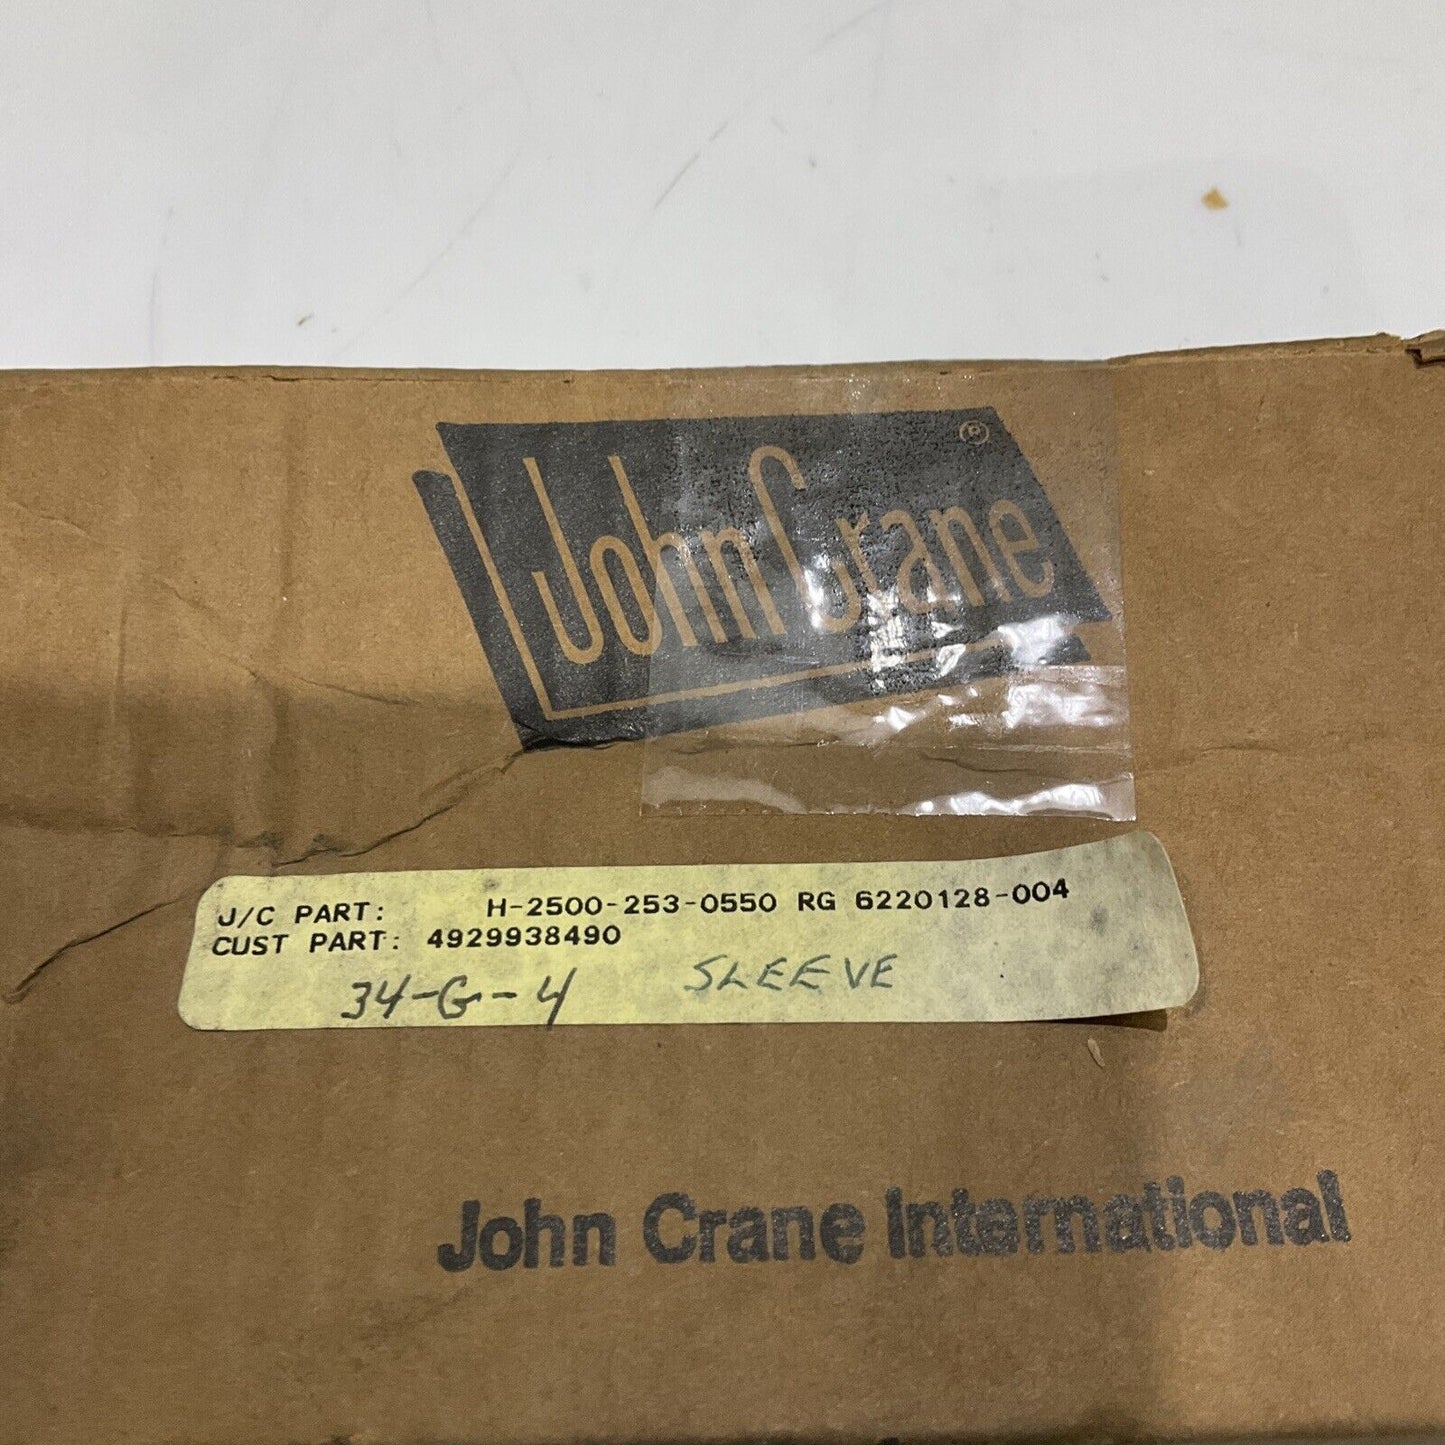 John Crane ®
J/C PART: H-2500-253-0550 RG 6220128-004
CUST PART: 4929938490
34-G-4 SLEEVE
John Crane International